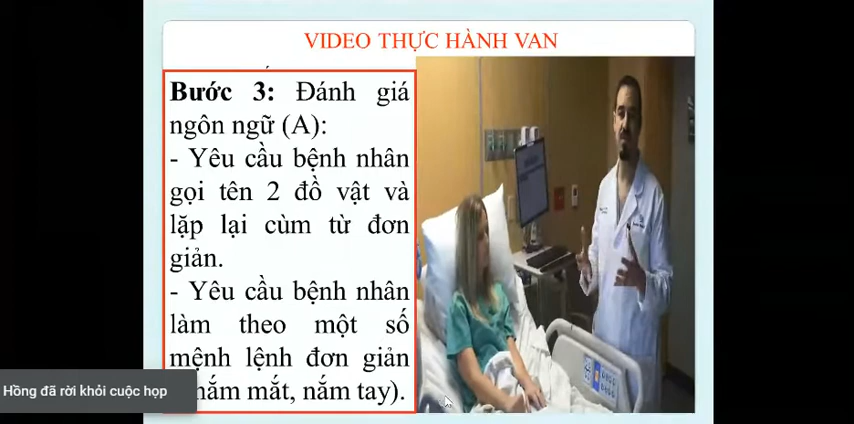 VIDEO THỰC HÀNH VAN
Bước 3: Đánh giá
ngôn ngữ (A):
- Yêu cầu bệnh nhân
gọi tên 2 đồ vật và
lặp lại cùm từ đơn
giản.
- Yêu cầu bệnh nhân
làm theo một số
mệnh lệnh đơn giản
hắm mắt, nắm tay).
Hồng đã rời khỏi cuộc họp